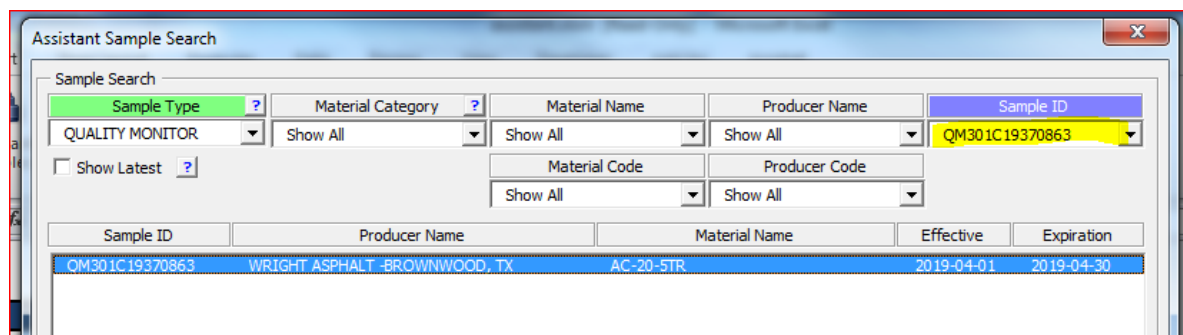 Assistant Sample Search
Sample Search
Sample Type ? Material Category ? Material Name Producer Name Sample ID
QUALITY MONITOR Show All Show All Show All QM301C19370863
Show Latest ? Material Code Producer Code
Show All Show All
Sample ID Producer Name Material Name Effective Expiration
QM301C19370863 WRIGHT ASPHALT -BROWNWOOD, TX AC-20-5TR 2019-04-01 2019-04-30